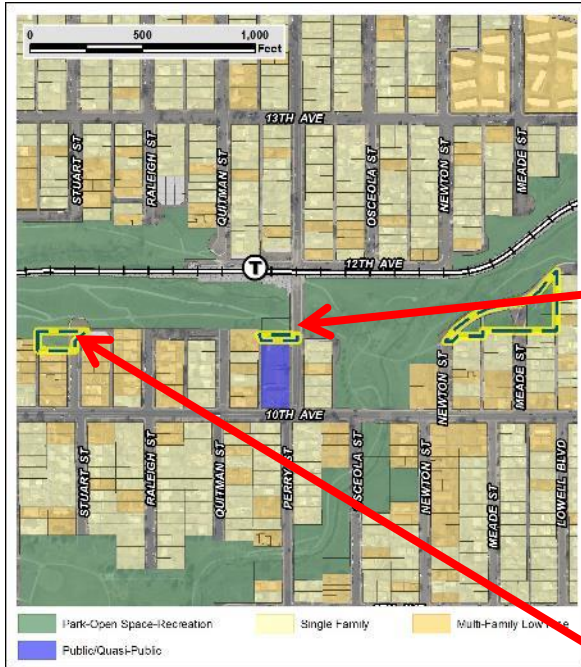 0 500 1,000
Feet
13TH AVE
STUART ST
RALEIGH ST
QUITMAN ST
OSCEOLA ST
NEWTON ST
MEADE ST
T
12TH AVE
NEWTON ST
MEADE ST
10TH AVE
STUART ST
RALEIGH ST
QUITMAN ST
PERRY ST
OSCEOLA ST
NEWTON ST
MEADE ST
LOWELL BLVD
Park-Open Space-Recreation
Single Family
Multi-Family Low
Public/Quasi-Public